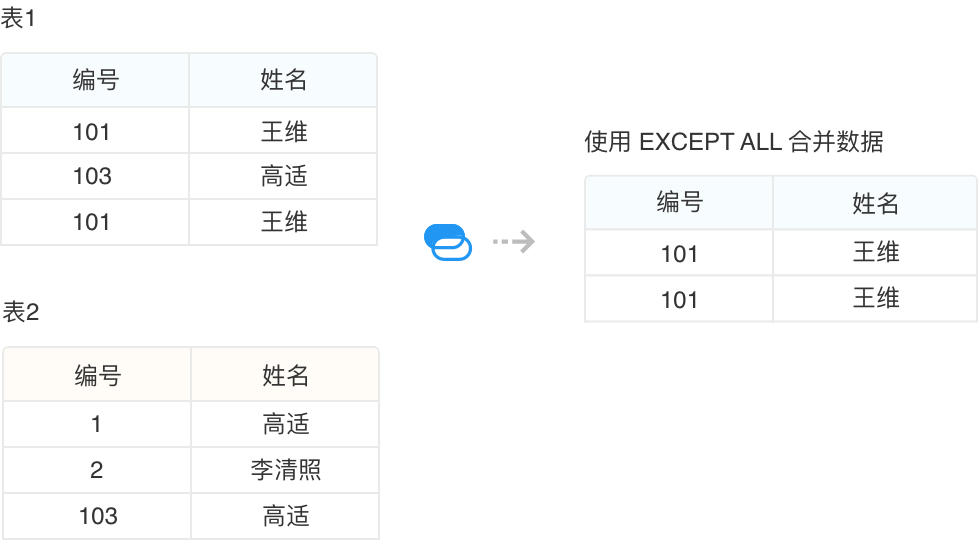 表1
编号 姓名
101 王维
103 高适
101 王维
表2
编号 姓名
1 高适
2 李清照
103 高适
使用 EXCEPT ALL 合并数据
编号 姓名
101 王维
101 王维